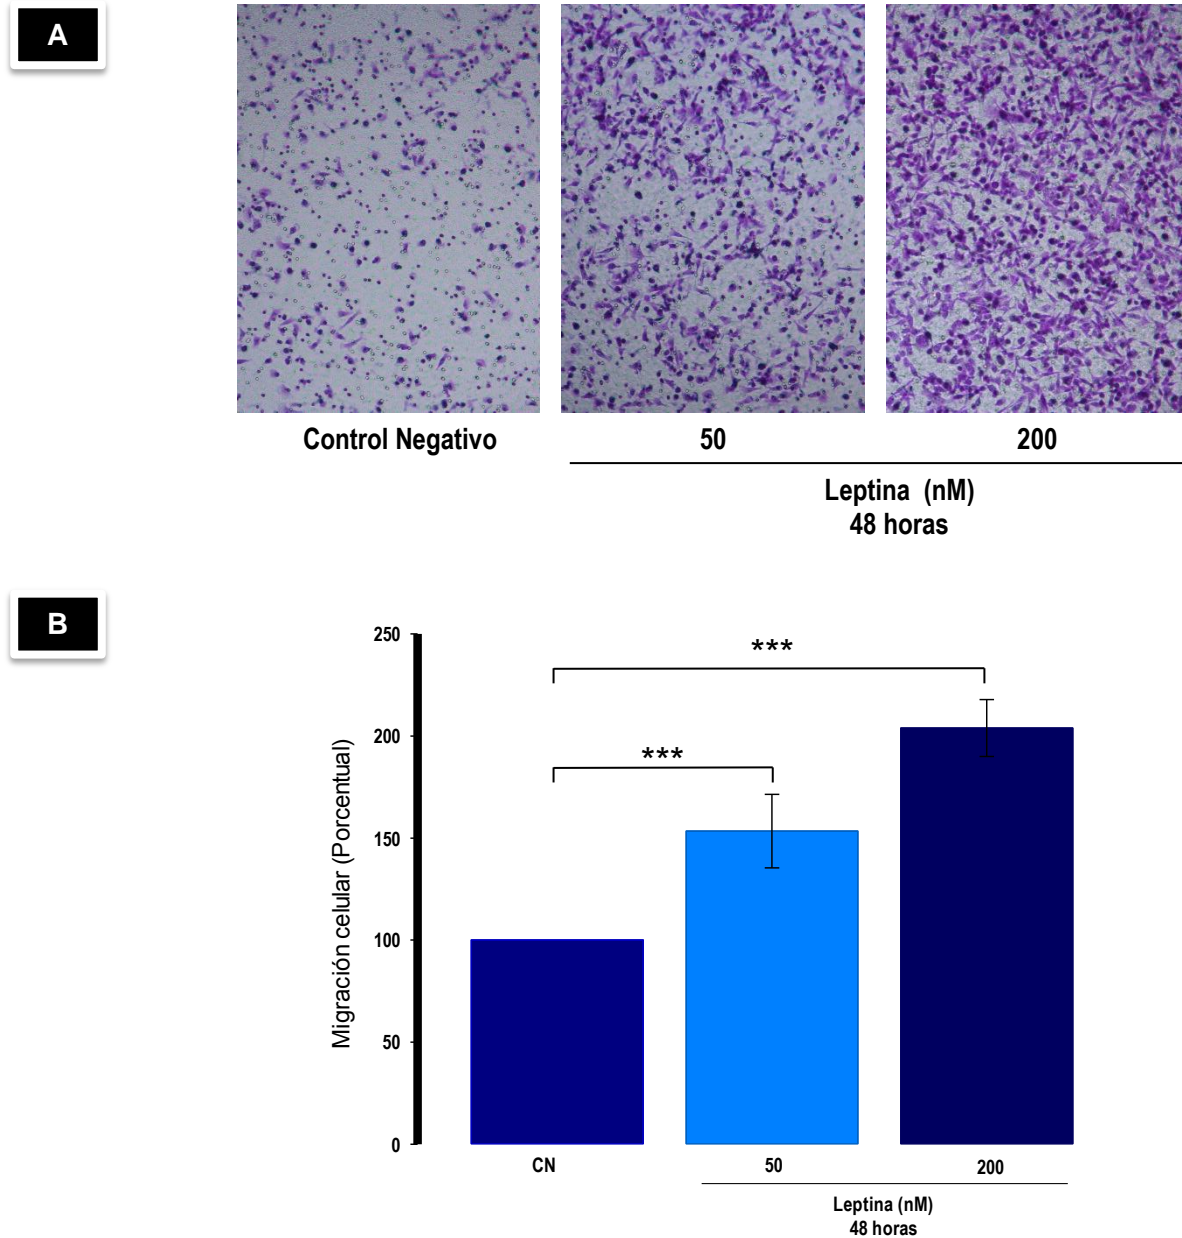 A
Control Negativo
50
200
Leptina (nM)
48 horas
B
Migración celular (Porcentual)
250
200
150
100
50
0
***
***
CN
50
200
Leptina (nM)
48 horas